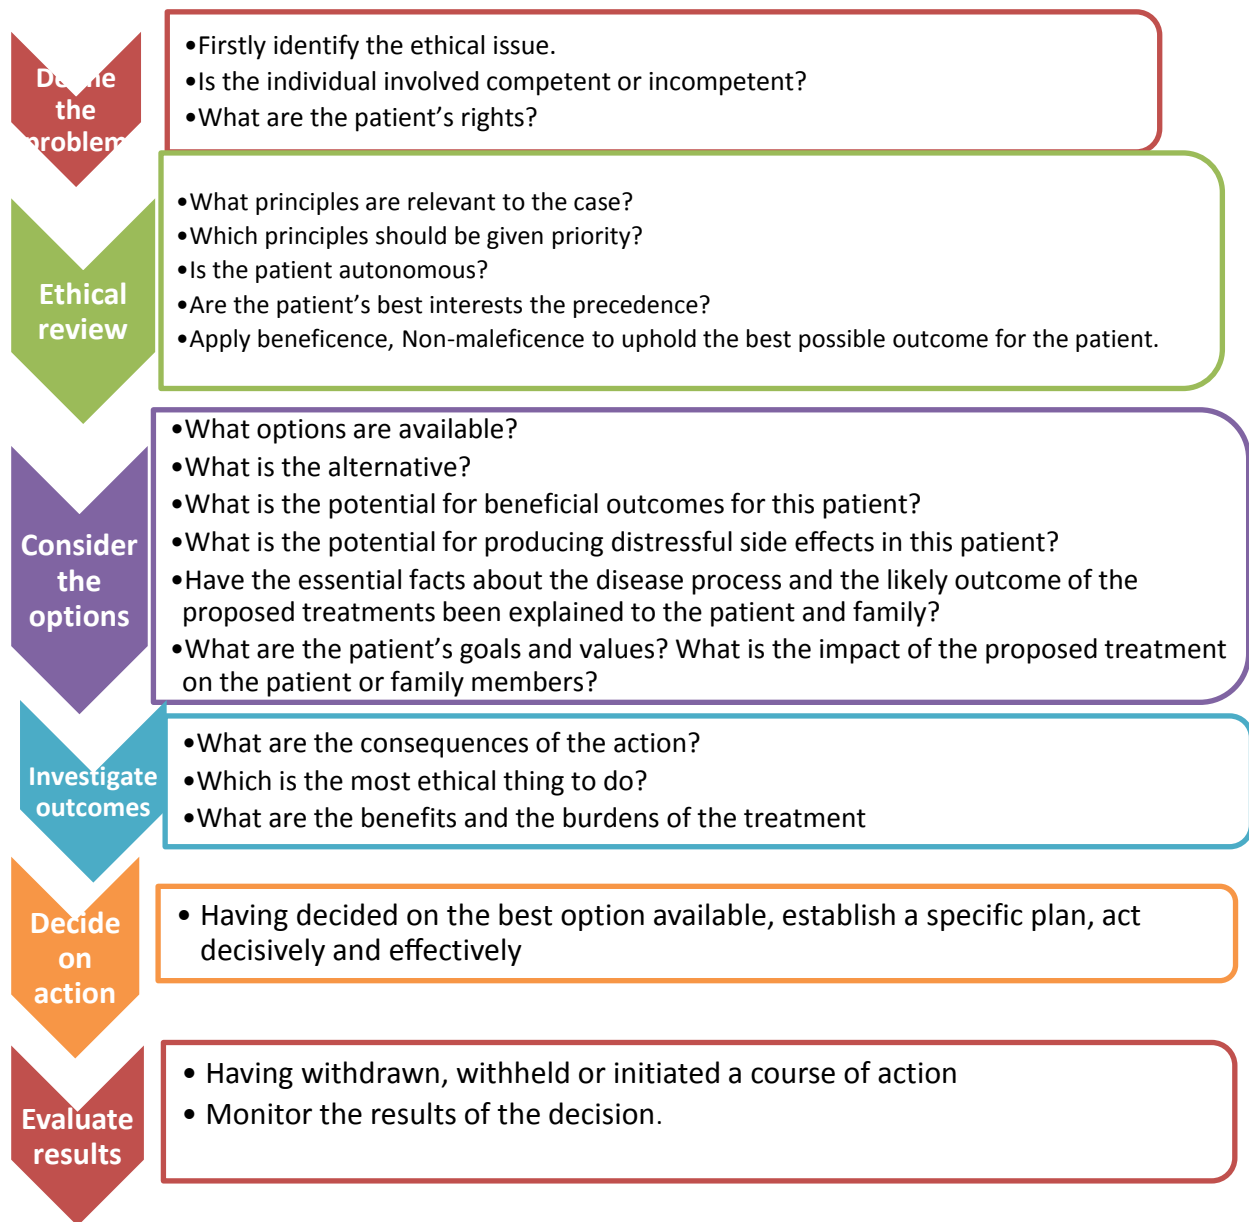 Define
the
problem
•Firstly identify the ethical issue.
•Is the individual involved competent or incompetent?
•What are the patient's rights?
Ethical
review
•What principles are relevant to the case?
•Which principles should be given priority?
•Is the patient autonomous?
•Are the patient's best interests the precedence?
•Apply beneficence, Non-maleficence to uphold the best possible outcome for the patient.
Consider
the
options
•What options are available?
•What is the alternative?
•What is the potential for beneficial outcomes for this patient?
•What is the potential for producing distressful side effects in this patient?
•Have the essential facts about the disease process and the likely outcome of the
proposed treatments been explained to the patient and family?
•What are the patient's goals and values? What is the impact of the proposed treatment
on the patient or family members?
Investigate
outcomes
•What are the consequences of the action?
•Which is the most ethical thing to do?
•What are the benefits and the burdens of the treatment
Decide
on
action
• Having decided on the best option available, establish a specific plan, act
decisively and effectively
Evaluate
results
• Having withdrawn, withheld or initiated a course of action
• Monitor the results of the decision.